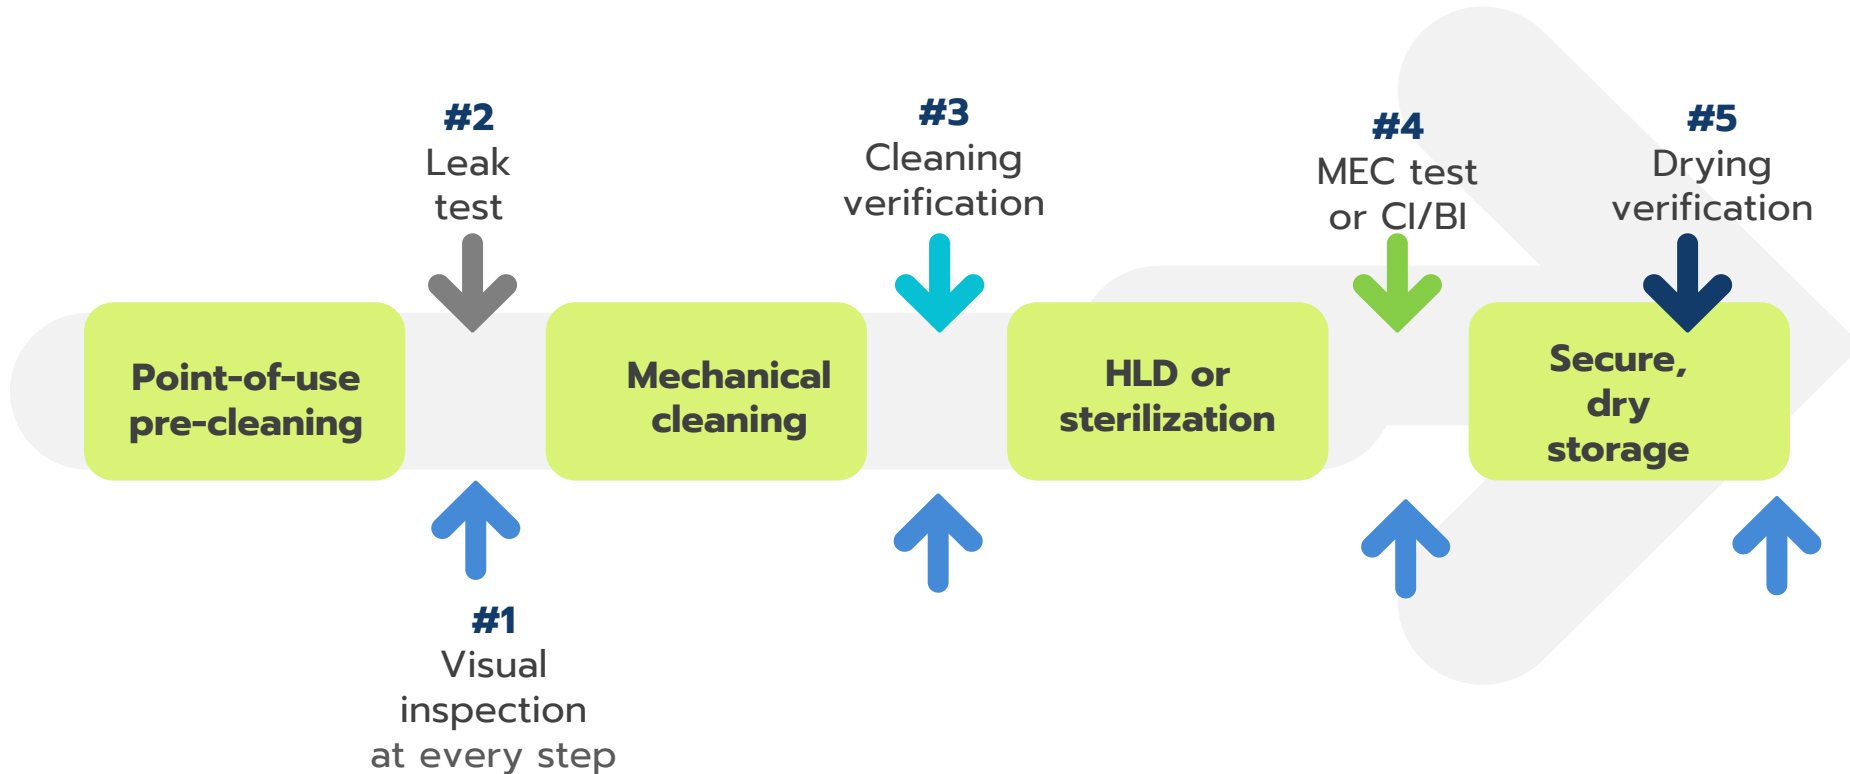 #2
Leak
test
#3
Cleaning
verification
#4
MEC test
or CI/BI
#5
Drying
verification
Point-of-use
pre-cleaning
Mechanical
cleaning
HLD or
sterilization
Secure,
dry
storage
#1
Visual
inspection
at every step